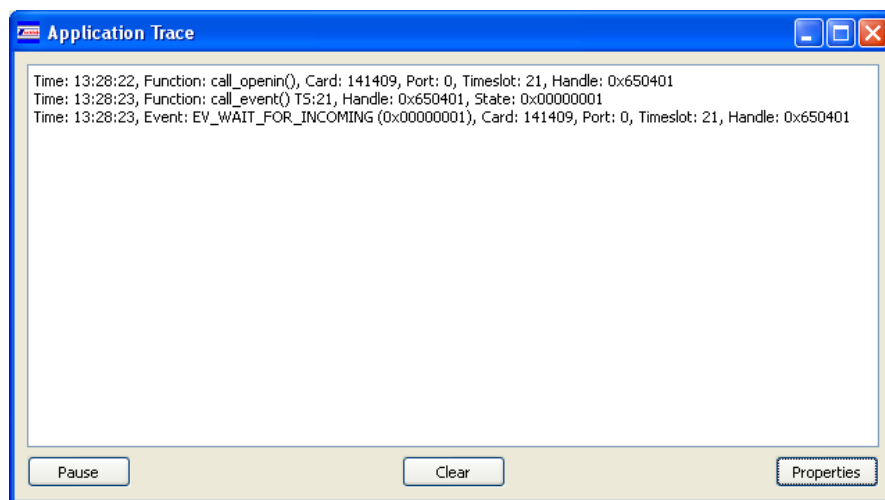 Application Trace
Time: 13:28:22, Function: call_openin(), Card: 141409, Port: 0, Timeslot: 21, Handle: 0x650401
Time: 13:28:23, Function: call_event() TS:21, Handle: 0x650401, State: 0x00000001
Time: 13:28:23, Event: EV_WAIT_FOR_INCOMING (0x00000001), Card: 141409, Port: 0, Timeslot: 21, Handle: 0x650401
Pause Clear Properties